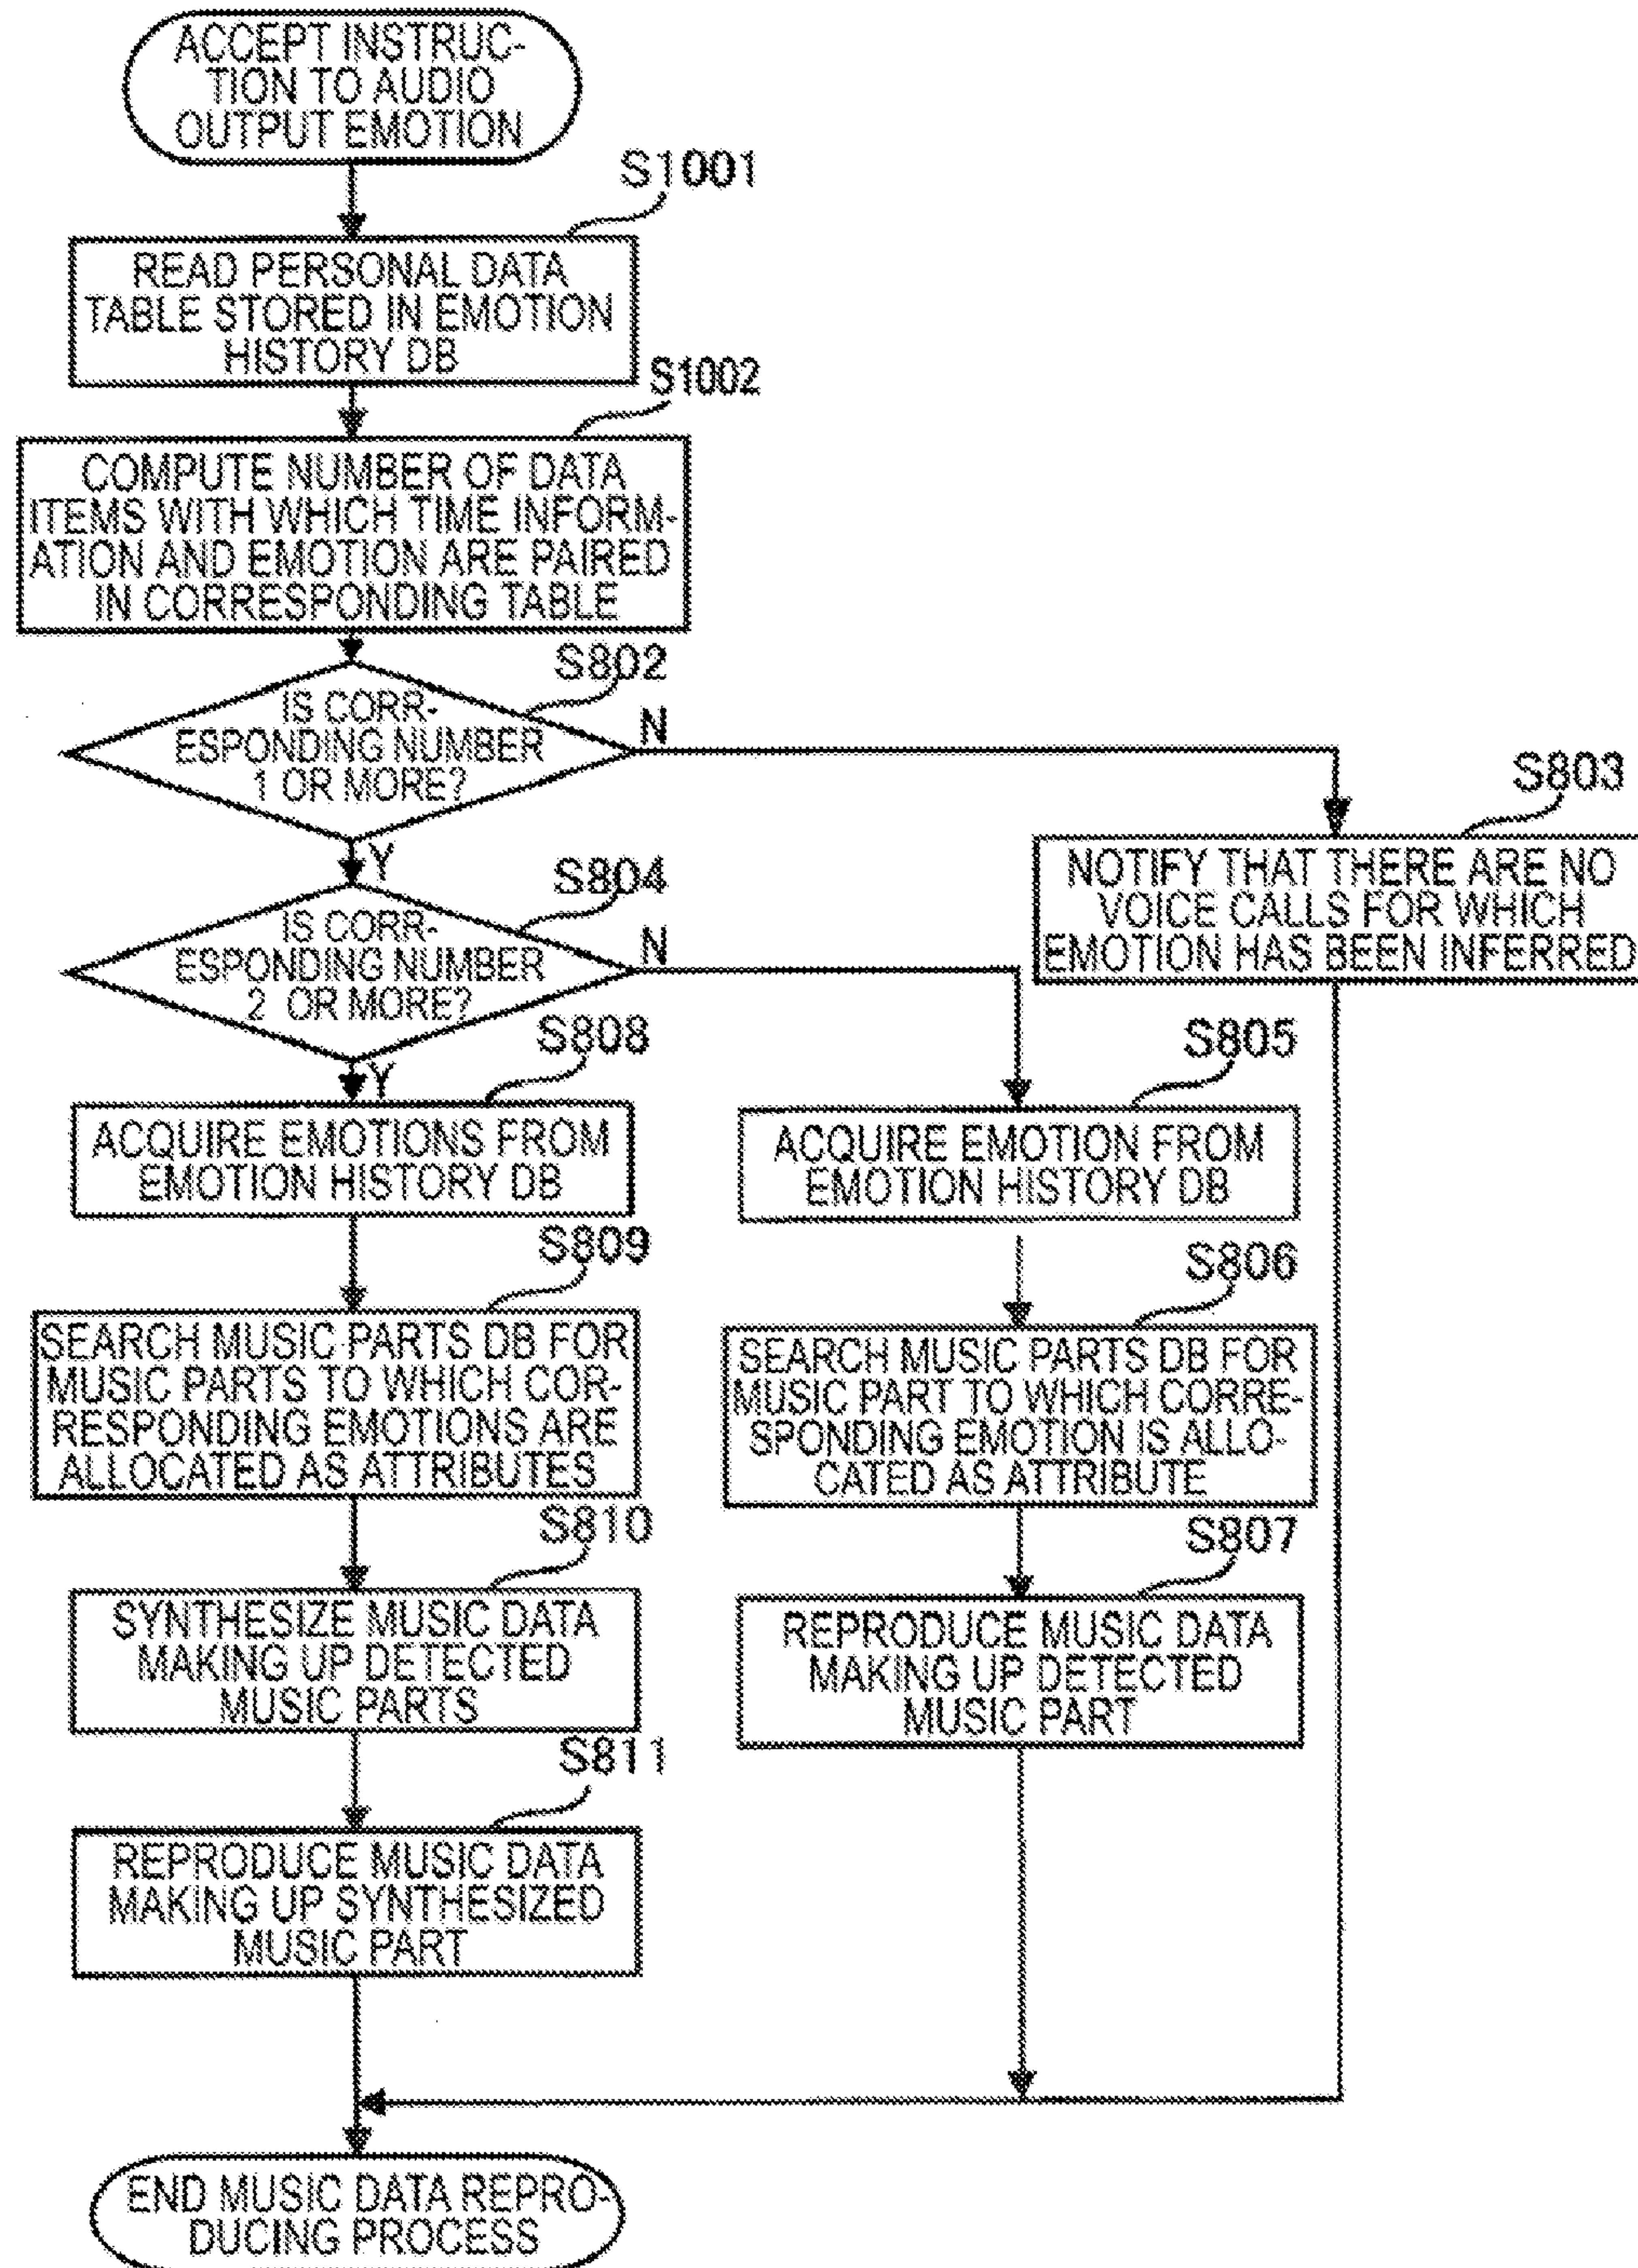 ACCEPT INSTRUC-
TION TO AUDIO
OUTPUT EMOTION
S1001
READ PERSONAL DATA
TABLE STORED IN EMOTION
HISTORY DB
S1002
COMPUTE NUMBER OF DATA
ITEMS WITH WHICH TIME INFORM-
ATION AND EMOTION ARE PAIRED
IN CORRESPONDING TABLE
S802
IS CORR-
ESPONDING NUMBER
1 OR MORE?
N
Y
S803
NOTIFY THAT THERE ARE NO
VOICE CALLS FOR WHICH
EMOTION HAS BEEN INFERRED
S804
IS CORR-
ESPONDING NUMBER
2 OR MORE?
N
Y
S808
ACQUIRE EMOTIONS FROM
EMOTION HISTORY DB
S809
SEARCH MUSIC PARTS DB FOR
MUSIC PARTS TO WHICH COR-
RESPONDING EMOTIONS ARE
ALLOCATED AS ATTRIBUTES
S810
SYNTHESIZE MUSIC DATA
MAKING UP DETECTED
MUSIC PARTS
S811
REPRODUCE MUSIC DATA
MAKING UP SYNTHESIZED
MUSIC PART
S805
ACQUIRE EMOTION FROM
EMOTION HISTORY DB
S806
SEARCH MUSIC PARTS DB FOR
MUSIC PART TO WHICH CORRE-
SPONDING EMOTION IS ALLO-
CATED AS ATTRIBUTE
S807
REPRODUCE MUSIC DATA
MAKING UP DETECTED
MUSIC PART
END MUSIC DATA REPRO-
DUCING PROCESS